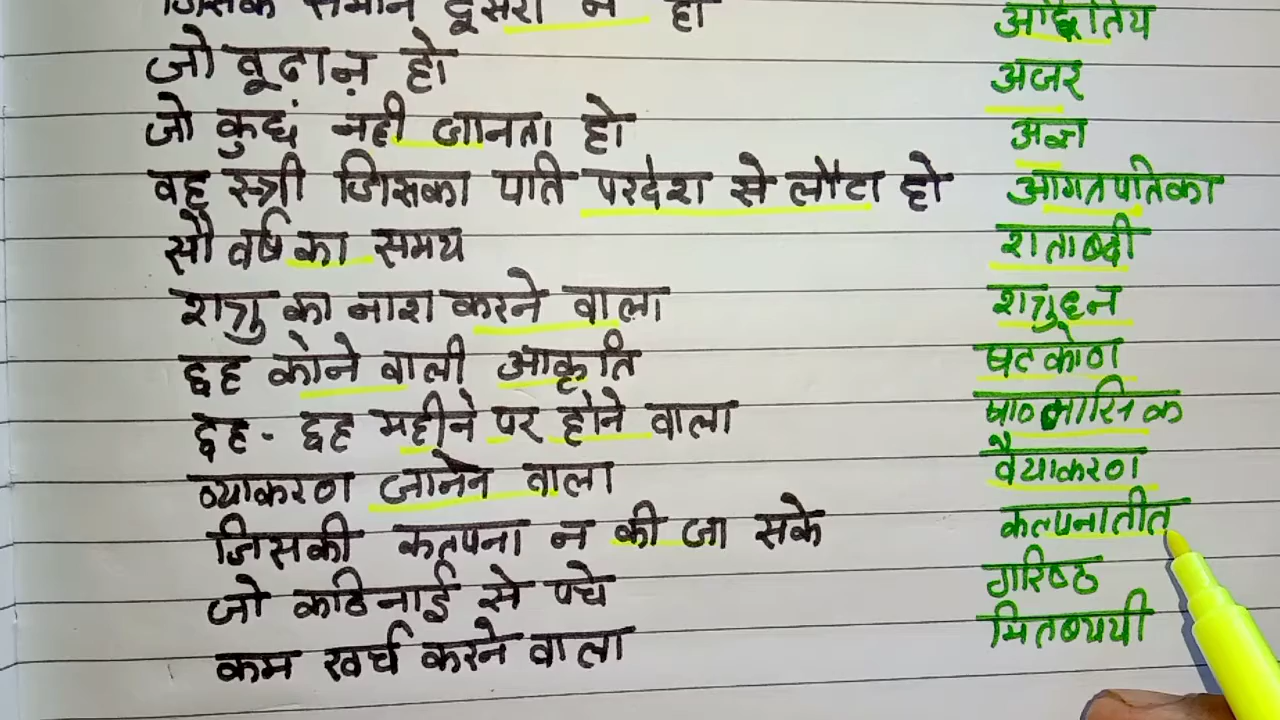 जिसके समान दूसरा न हो अद्वितिय
जो बूढा न हो अजर
जो कुछ नही जानता हो अज्ञ
वह स्त्री जिसका पति परदेश से लौटा हो आगतपतिका
सौ वर्ष का समय शताब्दी
शत्रु का नाश करने वाला शत्रुघ्न
छह कोने वाली आकृति षटकोण
छह - छह महीने पर होने वाला षाण्मासिक
व्याकरण जानने वाला वैयाकरण
जिसकी कल्पना न की जा सके कल्पनातीत
जो कठिनाई से पचे गरिष्ठ
कम खर्च करने वाला मितव्ययी